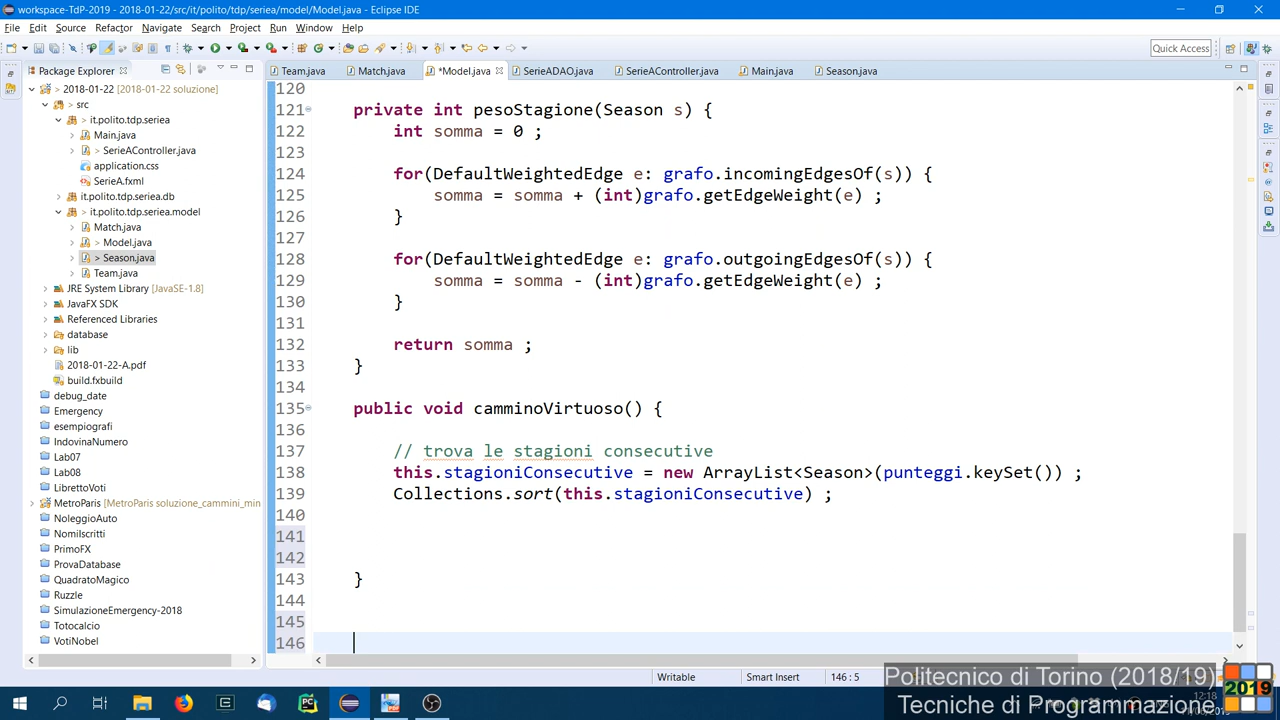 workspace-TdP-2019 - 2018-01-22/src/it/polito/tdp/seriea/model/Model.java - Eclipse IDE
File Edit Source Refactor Navigate Search Project Run Window Help
Quick Access
Package Explorer
Team.java
Match.java
*Model.java
SerieADAO.java
SerieAController.java
Main.java
Season.java
> 2018-01-22 [2018-01-22 soluzione]
> src
> it.polito.tdp.seriea
Main.java
> SerieAController.java
application.css
SerieA.fxml
it.polito.tdp.seriea.db
> it.polito.tdp.seriea.model
Match.java
> Model.java
> Season.java
Team.java
JRE System Library [JavaSE-1.8]
JavaFX SDK
Referenced Libraries
database
lib
2018-01-22-A.pdf
build.fxbuild
debug_date
Emergency
esempiografi
IndovinaNumero
Lab07
Lab08
LibrettoVoti
MetroParis [MetroParis soluzione_cammini_min
NoleggioAuto
NomiIscritti
PrimoFX
ProvaDatabase
QuadratoMagico
Ruzzle
SimulazioneEmergency-2018
Totocalcio
VotiNobel
120
121 private int pesoStagione(Season s) {
122 int somma = 0 ;
123
124 for(DefaultWeightedEdge e: grafo.incomingEdgesOf(s)) {
125 somma = somma + (int)grafo.getEdgeWeight(e) ;
126 }
127
128 for(DefaultWeightedEdge e: grafo.outgoingEdgesOf(s)) {
129 somma = somma - (int)grafo.getEdgeWeight(e) ;
130 }
131
132 return somma ;
133 }
134
135 public void camminoVirtuoso() {
136
137 // trova le stagioni consecutive
138 this.stagioniConsecutive = new ArrayList<Season>(punteggi.keySet()) ;
139 Collections.sort(this.stagioniConsecutive) ;
140
141
142
143 }
144
145
146
Writable
Smart Insert
146 : 5
Politecnico di Torino (2018/19)
Tecniche di Programmazione
2019
12:18